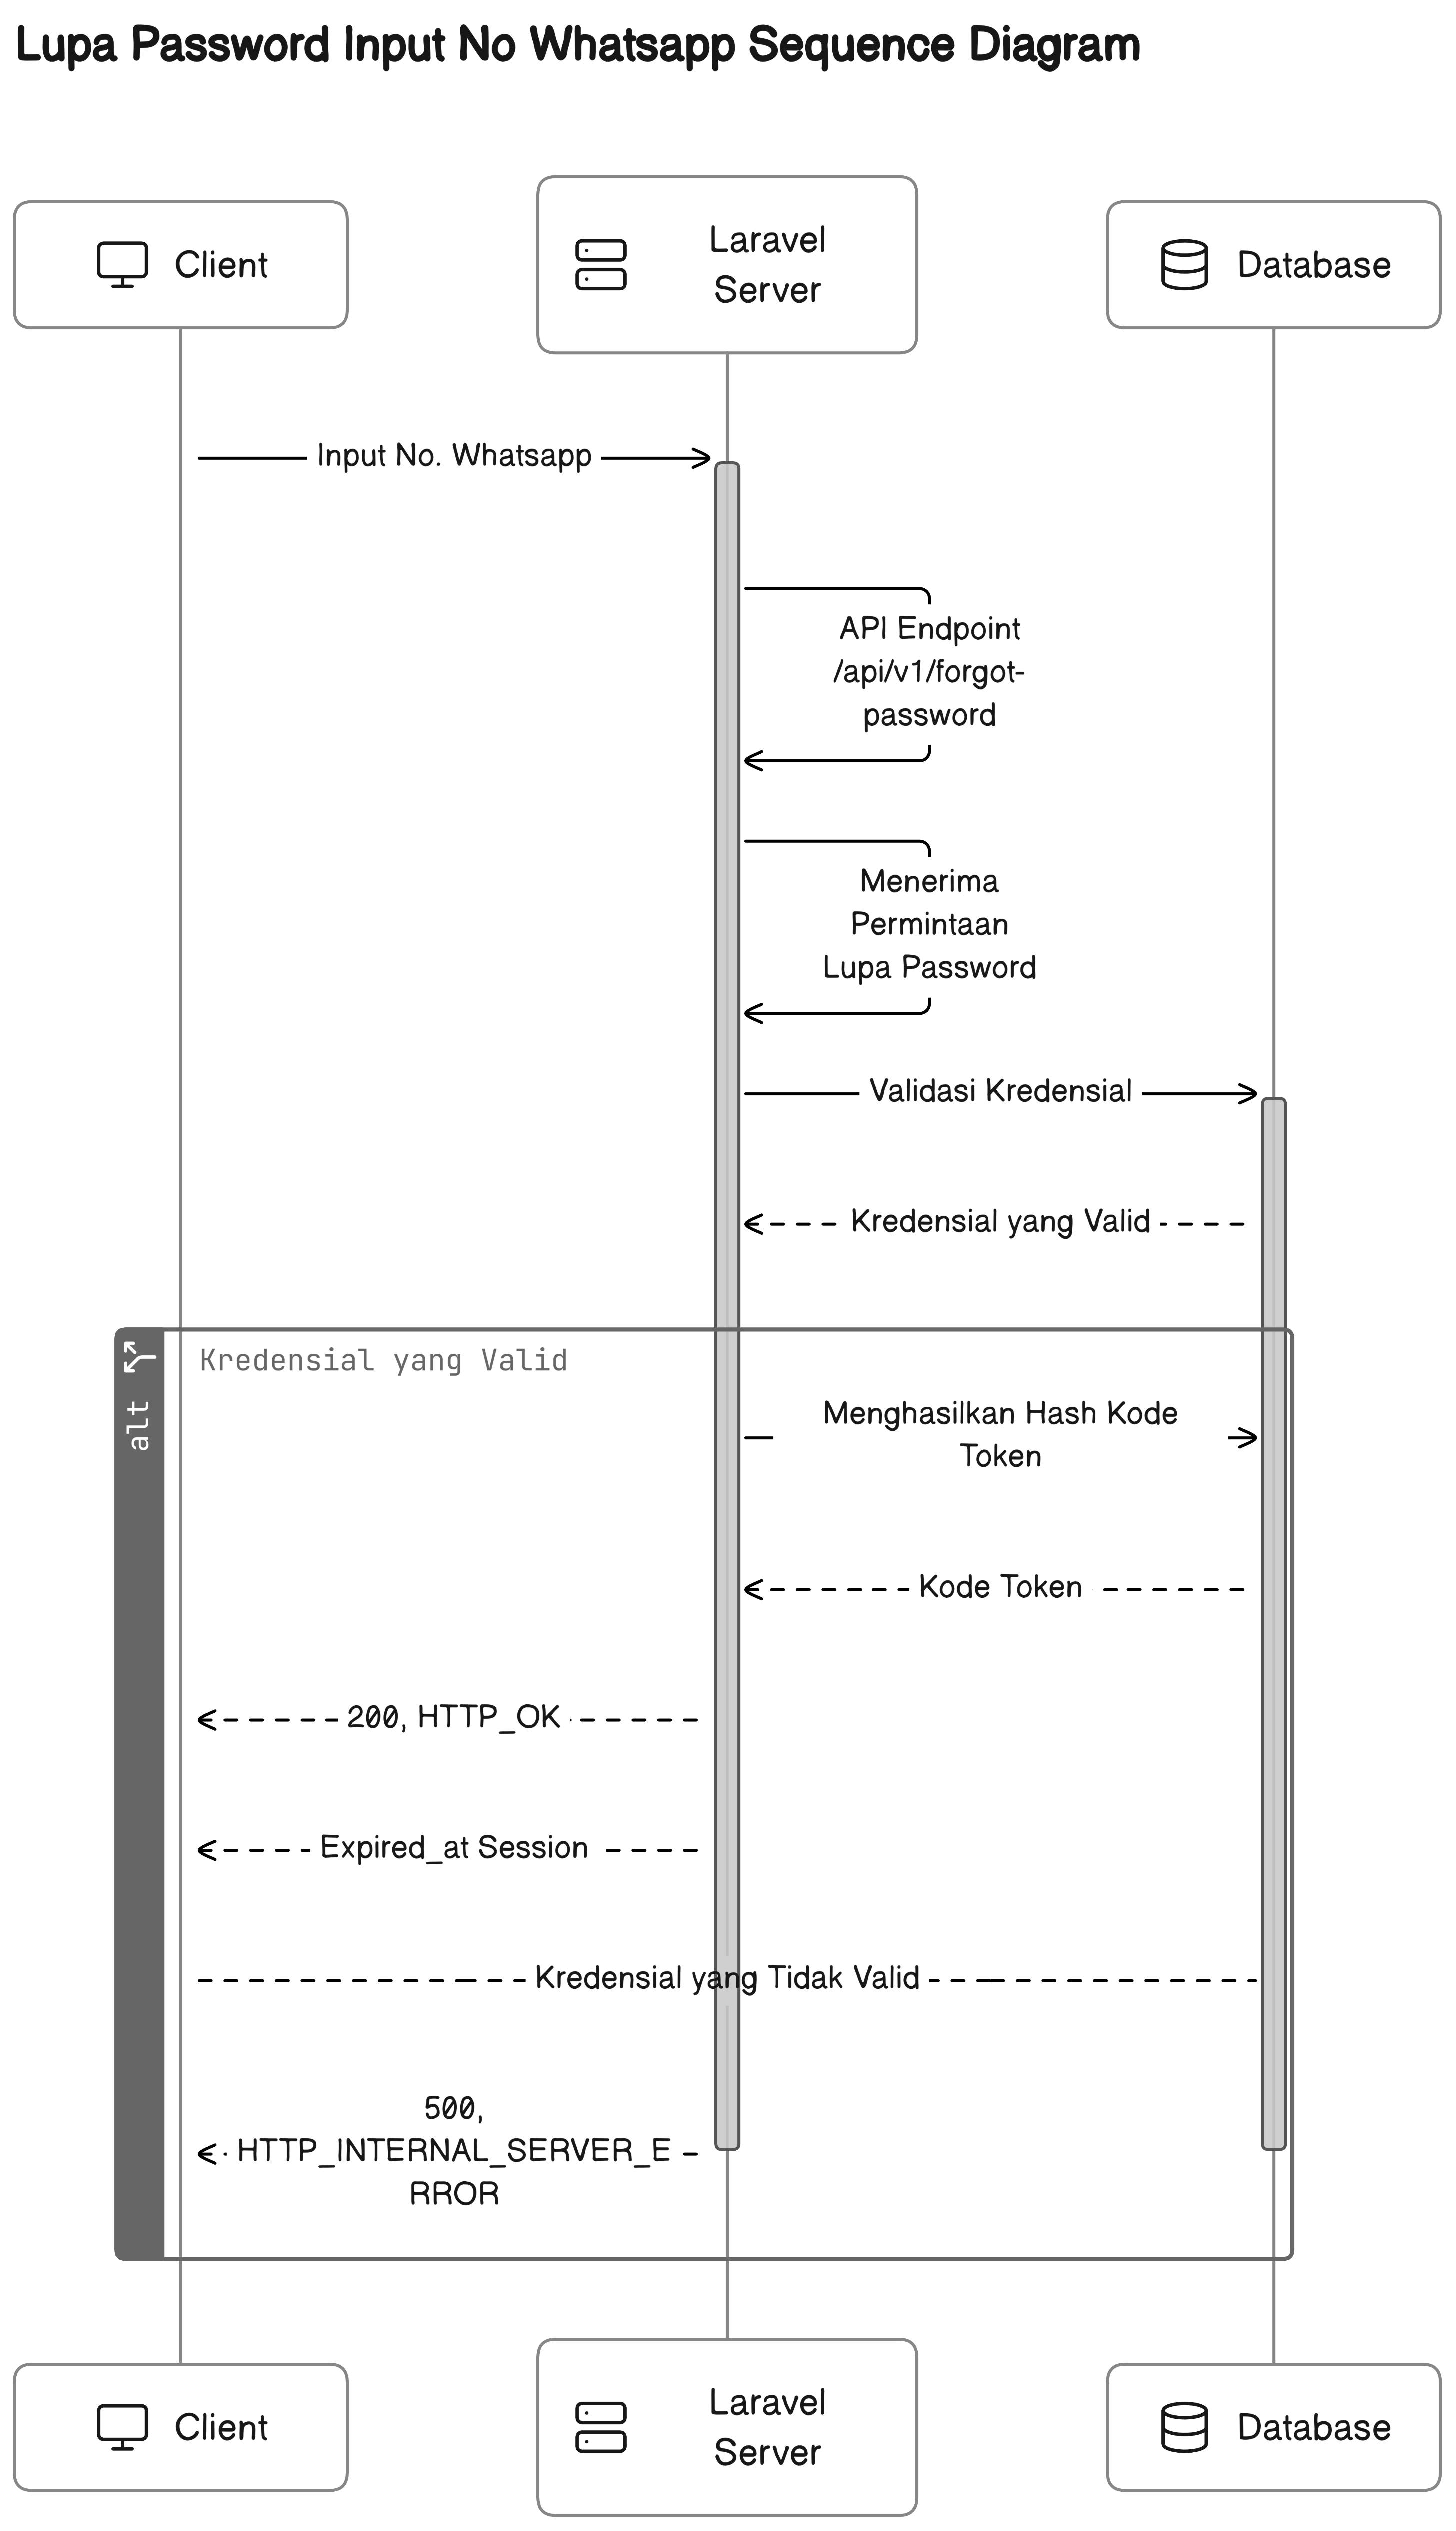 Lupa Password Input No Whatsapp Sequence Diagram
Client
Laravel
Server
Database
Input No. Whatsapp
API Endpoint
/api/v1/forgot-
password
Menerima
Permintaan
Lupa Password
Validasi Kredensial
Kredensial yang Valid
alt
Kredensial yang Valid
Menghasilkan Hash Kode
Token
Kode Token
200, HTTP_OK
Expired_at Session
Kredensial yang Tidak Valid
500,
HTTP_INTERNAL_SERVER_E
RROR
Client
Laravel
Server
Database